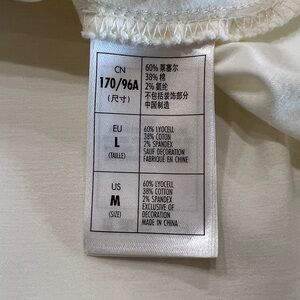 CN
170/96A
(尺寸)
60% 莱赛尔
38% 棉
2% 氨纶
不包括装饰部分
中国制造
EU
L
(TAILLE)
60% LYOCELL
38% COTON
2% SPANDEX
SAUF DECORATION
FABRIQUÉ EN CHINE
US
M
(SIZE)
60% LYOCELL
38% COTTON
2% SPANDEX
EXCLUSIVE OF
DECORATION
MADE IN CHINA